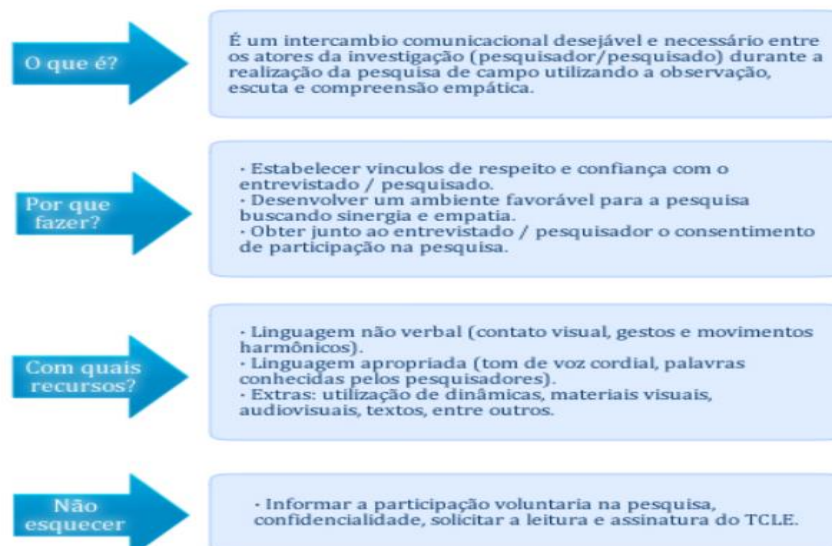 O que é?
É um intercambio comunicacional desejável e necessário entre
os atores da investigação (pesquisador/pesquisado) durante a
realização da pesquisa de campo utilizando a observação,
escuta e compreensão empática.
Por que
fazer?
· Estabelecer vinculos de respeito e confiança com o
entrevistado / pesquisado.
· Desenvolver um ambiente favorável para a pesquisa
buscando sinergia e empatia.
· Obter junto ao entrevistado / pesquisador o consentimento
de participação na pesquisa.
Com quais
recursos?
· Linguagem não verbal (contato visual, gestos e movimentos
harmônicos).
· Linguagem apropriada (tom de voz cordial, palavras
conhecidas pelos pesquisadores).
· Extras: utilização de dinâmicas, materiais visuais,
audiovisuais, textos, entre outros.
Não
esquecer
· Informar a participação voluntaria na pesquisa,
confidencialidade, solicitar a leitura e assinatura do TCLE.